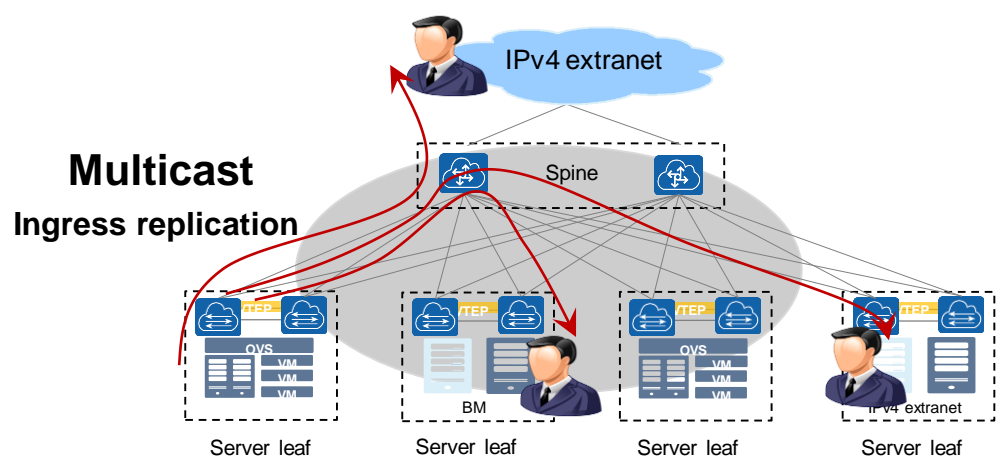 IPv4 extranet
Multicast
Spine
Ingress replication
VTEP
VTEP
VTEP
VTEP
OVS
VM
VM
VM
OVS
VM
VM
VM
BM
IPv4 extranet
Server leaf
Server leaf
Server leaf
Server leaf